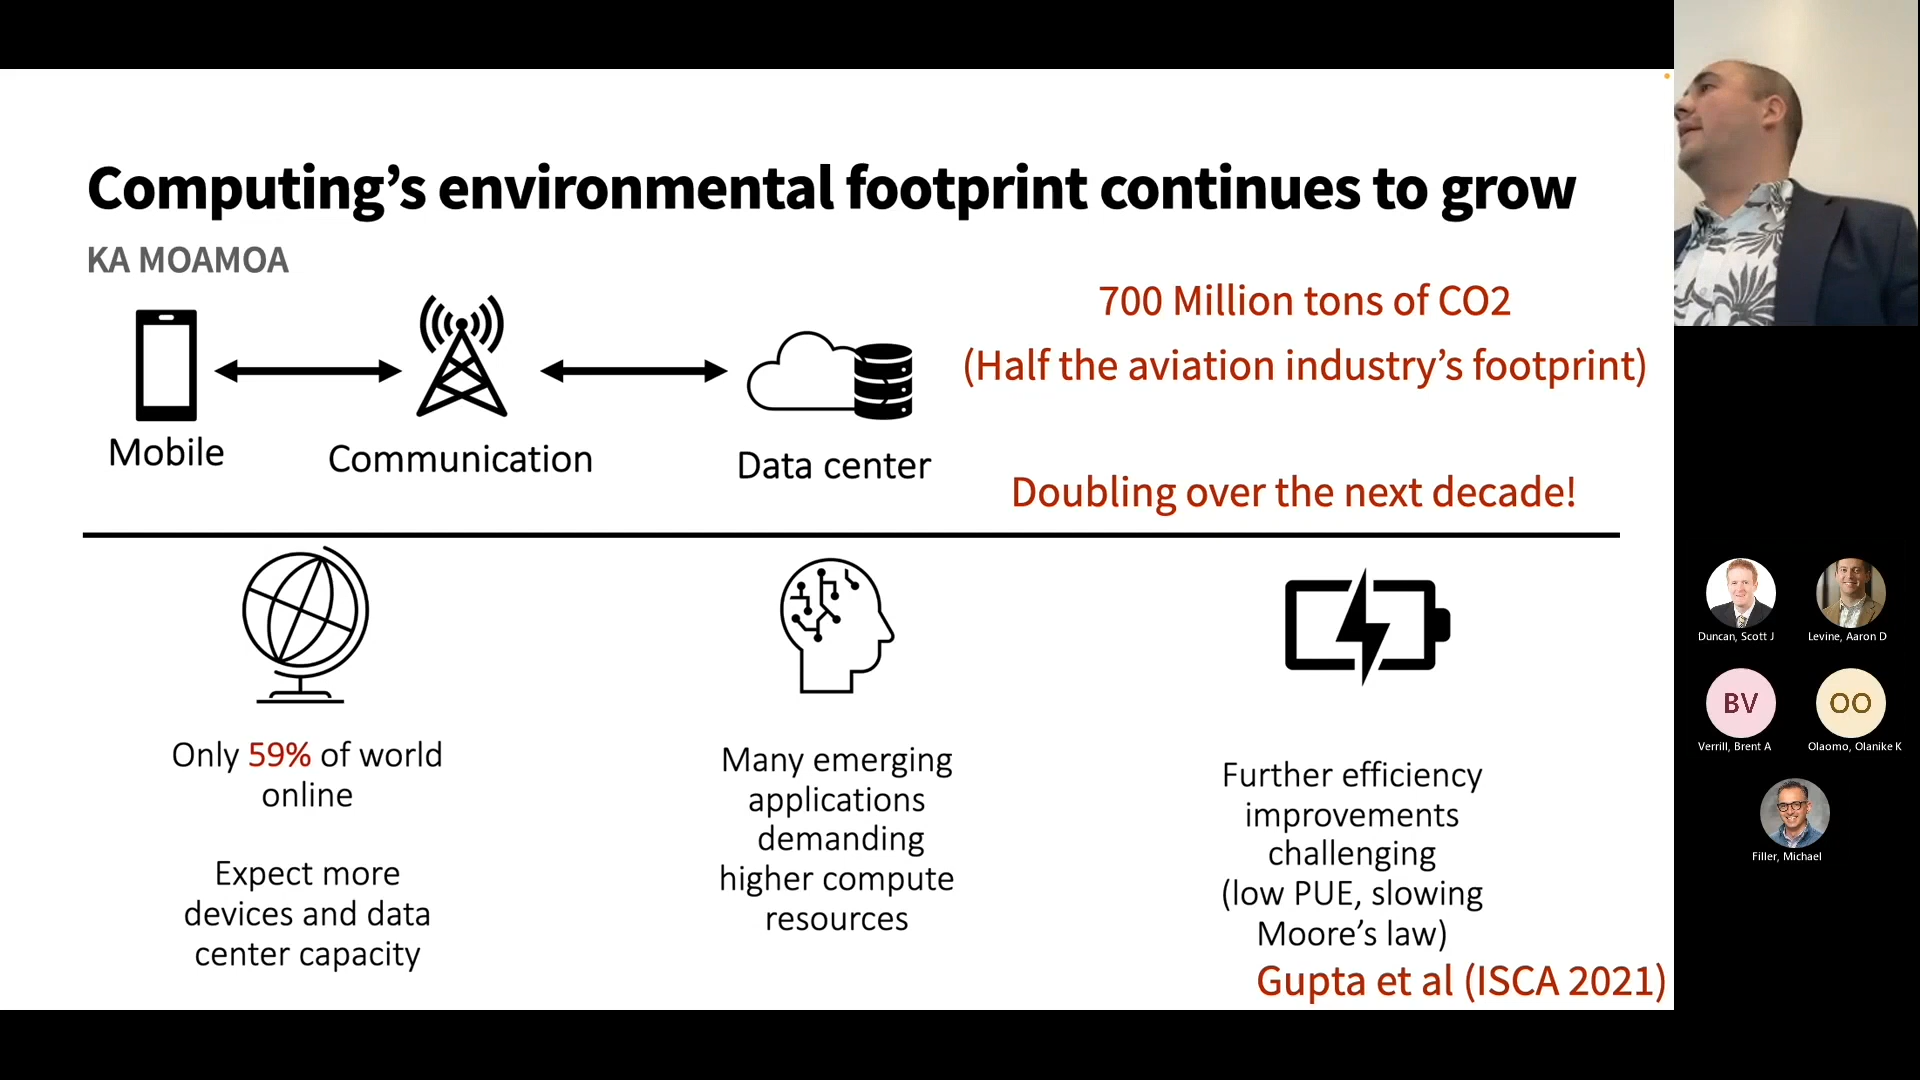 Computing’s environmental footprint continues to grow
KA MOAMOA
700 Million tons of CO2
(Half the aviation industry’s footprint)
Mobile
Communication
Data center
Doubling over the next decade!
Only 59% of world
online
Expect more
devices and data
center capacity
Many emerging
applications
demanding
higher compute
resources
Further efficiency
improvements
challenging
(low PUE, slowing
Moore’s law)
Gupta et al (ISCA 2021)
Duncan, Scott J
Levine, Aaron D
BV
Verrill, Brent A
OO
Olaomo, Olanike K
Filler, Michael